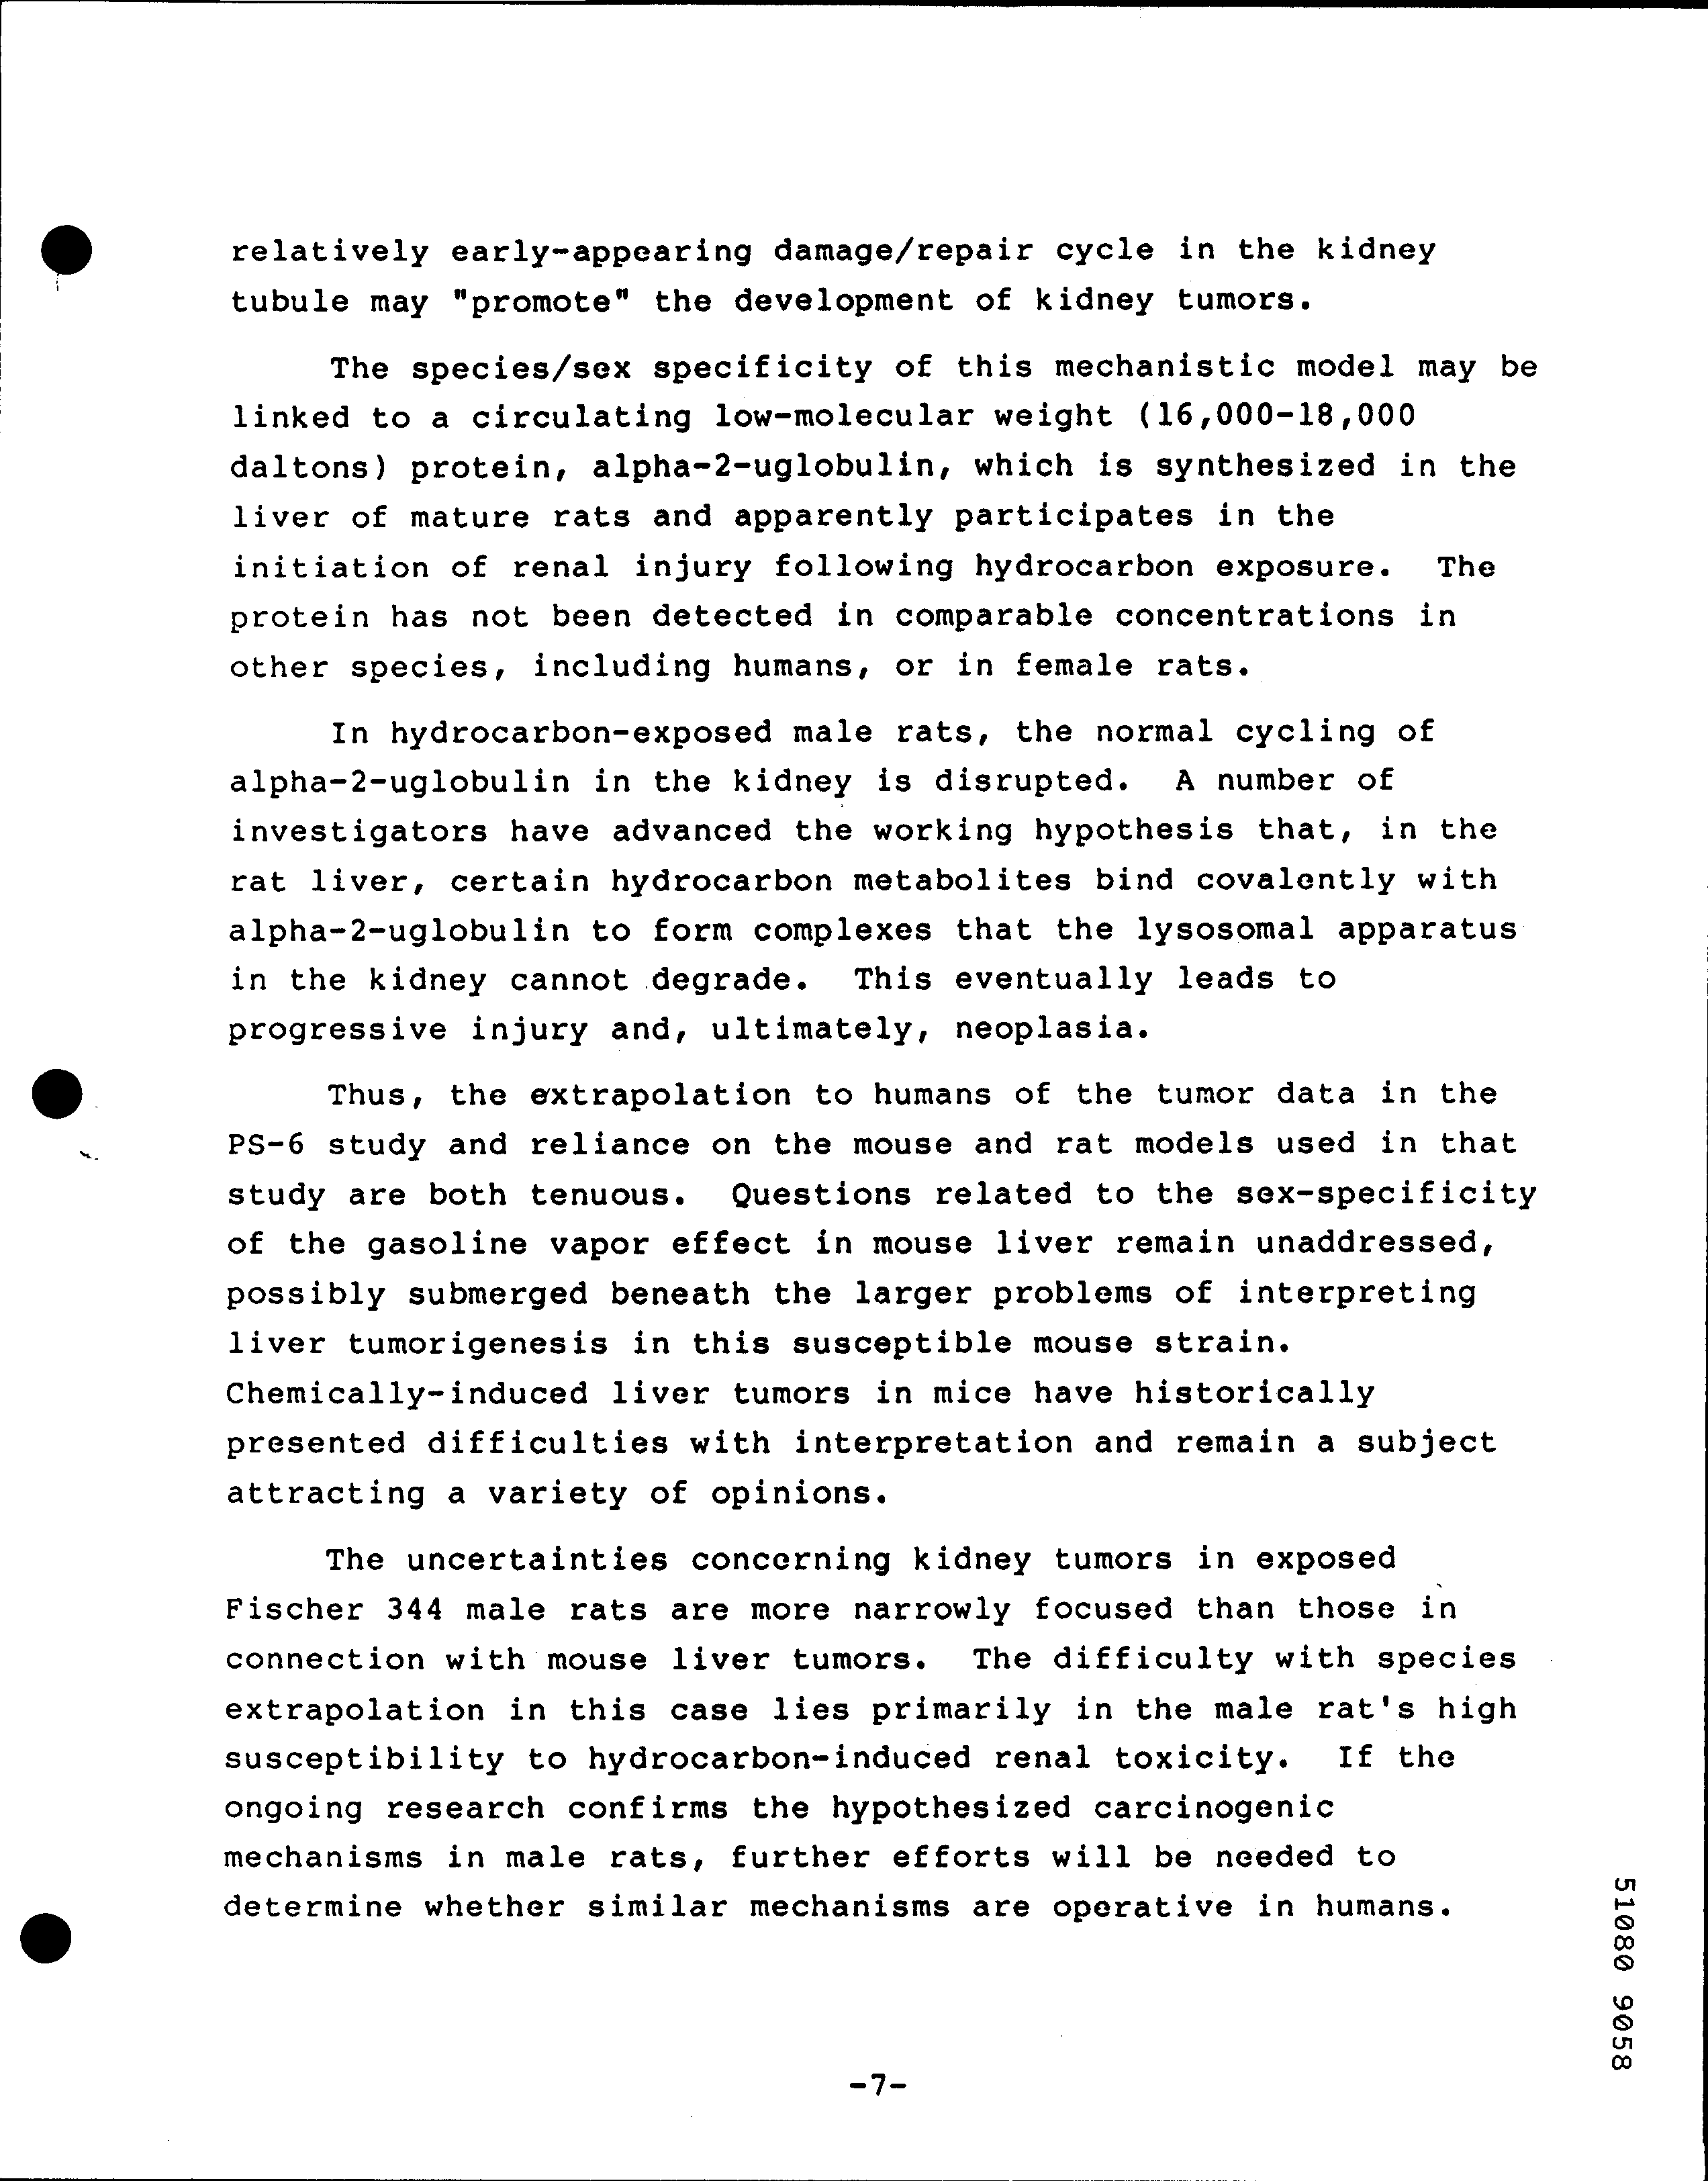 relatively early-appearing damage/repair cycle in the kidney
tubule may "promote" the development of kidney tumors.
The species/sex specificity of this mechanistic model may be
linked to a circulating low-molecular weight (16,000-18,000
daltons) protein, alpha-2-uglobulin, which is synthesized in the
liver of mature rats and apparently participates in the
initiation of renal injury following hydrocarbon exposure. The
protein has not been detected in comparable concentrations in
other species, including humans, or in female rats.
In hydrocarbon-exposed male rats, the normal cycling of
alpha-2-uglobulin in the kidney is disrupted. A number of
investigators have advanced the working hypothesis that, in the
rat liver, certain hydrocarbon metabolites bind covalently with
alpha-2-uglobulin to form complexes that the lysosomal apparatus
in the kidney cannot degrade. This eventually leads to
progressive injury and, ultimately, neoplasia.
Thus, the extrapolation to humans of the tumor data in the
PS-6 study and reliance on the mouse and rat models used in that
study are both tenuous. Questions related to the sex-specificity
of the gasoline vapor effect in mouse liver remain unaddressed,
possibly submerged beneath the larger problems of interpreting
liver tumorigenesis in this susceptible mouse strain.
Chemically-induced liver tumors in mice have historically
presented difficulties with interpretation and remain a subject
attracting a variety of opinions.
The uncertainties concerning kidney tumors in exposed
Fischer 344 male rats are more narrowly focused than those in
connection with mouse liver tumors. The difficulty with species
extrapolation in this case lies primarily in the male rat's high
susceptibility to hydrocarbon-induced renal toxicity. If the
ongoing research confirms the hypothesized carcinogenic
mechanisms in male rats, further efforts will be needed to
determine whether similar mechanisms are operative in humans.
51080 9058
-7-